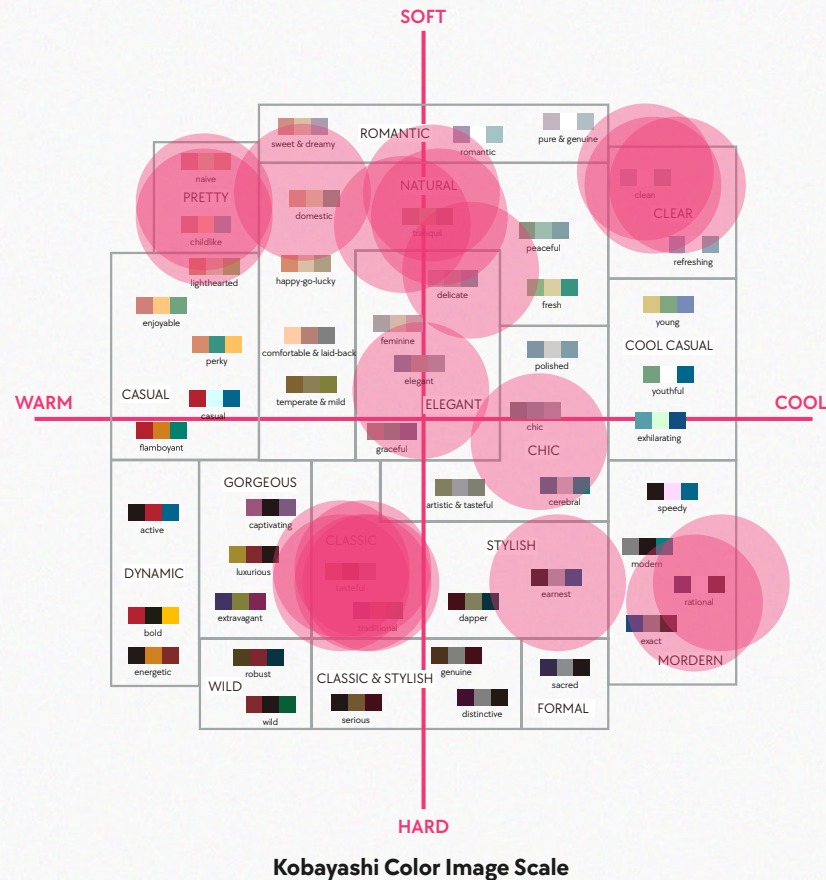 SOFT
ROMANTIC
sweet & dreamy
romantic
pure & genuine
naive
PRETTY
childlike
lighthearted
domestic
NATURAL
tranquil
peaceful
clean
CLEAR
refreshing
happy-go-lucky
delicate
fresh
enjoyable
perky
feminine
young
comfortable & laid-back
polished
COOL CASUAL
elegant
youthful
temperate & mild
CASUAL
casual
WARM
ELEGANT
COOL
chic
flamboyant
graceful
CHIC
exhilarating
GORGEOUS
captivating
artistic & tasteful
cerebral
speedy
active
CLASSIC
STYLISH
luxurious
modern
DYNAMIC
tasteful
earnest
rational
extravagant
traditional
dapper
bold
exact
energetic
robust
genuine
MORDERN
WILD
CLASSIC & STYLISH
sacred
wild
serious
distinctive
FORMAL
HARD
Kobayashi Color Image Scale